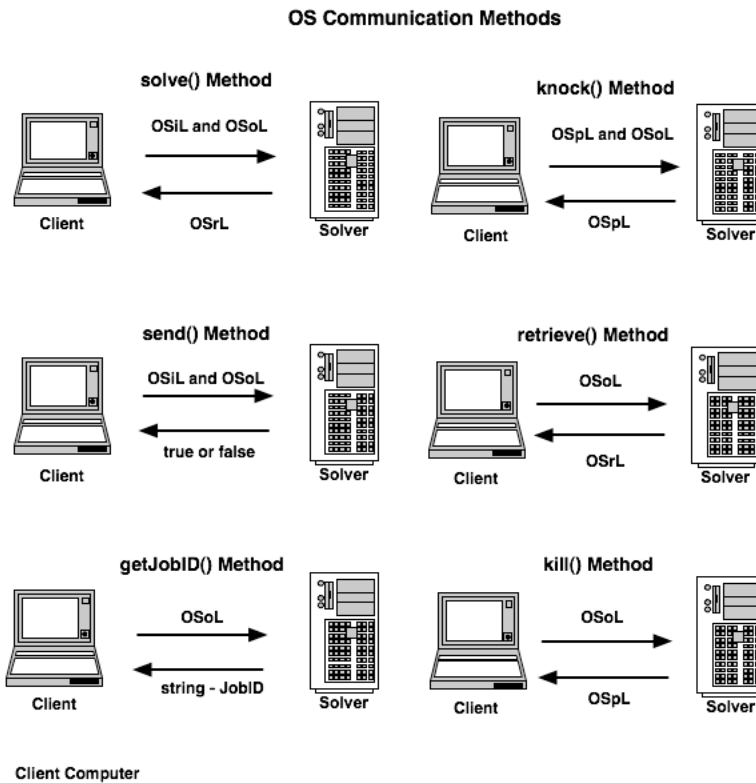 OS Communication Methods
solve() Method
OSiL and OSoL
OSrL
Client
Solver
knock() Method
OSpL and OSoL
OSpL
Client
Solver
send() Method
OSiL and OSoL
true or false
Client
Solver
retrieve() Method
OSoL
OSrL
Client
Solver
getJobID() Method
OSoL
string - JobID
Client
Solver
kill() Method
OSoL
OSpL
Client
Solver
Client Computer